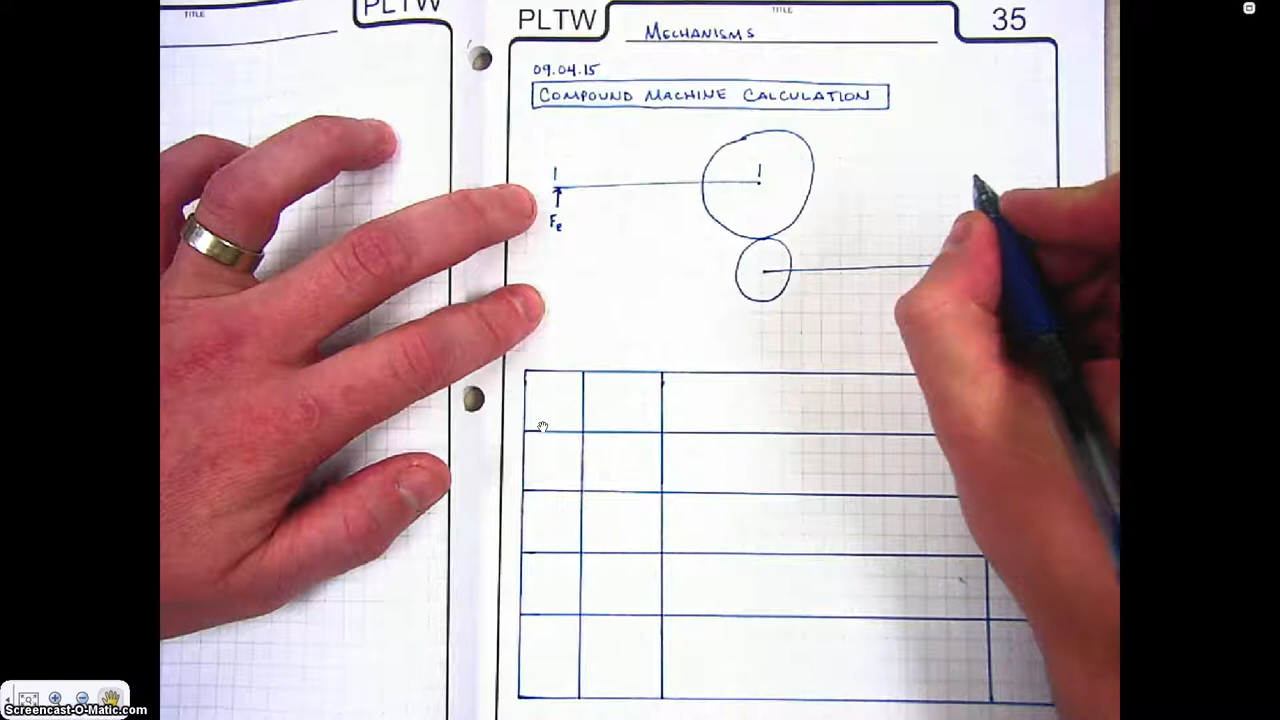 TITLE
PLTW
PLTW
TITLE
35
MECHANISMS
09.04.15
COMPOUND MACHINE CALCULATION
Fe
Screencast-O-Matic.com